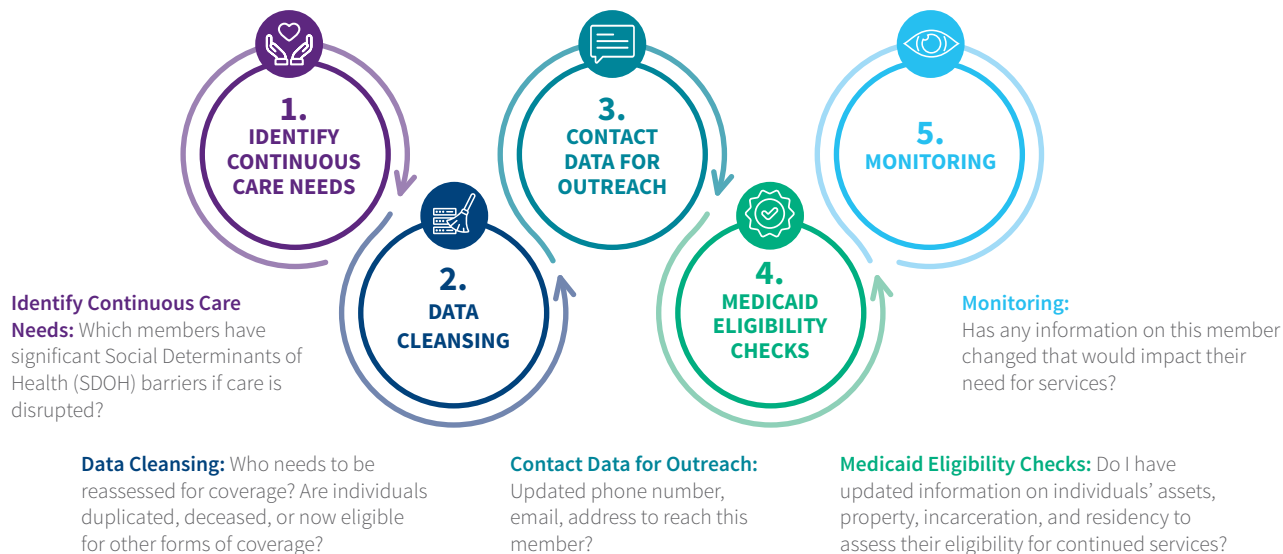 1.
IDENTIFY
CONTINUOUS
CARE NEEDS
2.
DATA
CLEANSING
3.
CONTACT
DATA FOR
OUTREACH
4.
MEDICAID
ELIGIBILITY
CHECKS
5.
MONITORING
Identify Continuous Care
Needs: Which members have
significant Social Determinants of
Health (SDOH) barriers if care is
disrupted?
Data Cleansing: Who needs to be
reassessed for coverage? Are individuals
duplicated, deceased, or now eligible
for other forms of coverage?
Contact Data for Outreach:
Updated phone number,
email, address to reach this
member?
Medicaid Eligibility Checks: Do I have
updated information on individuals’ assets,
property, incarceration, and residency to
assess their eligibility for continued services?
Monitoring:
Has any information on this member
changed that would impact their
need for services?